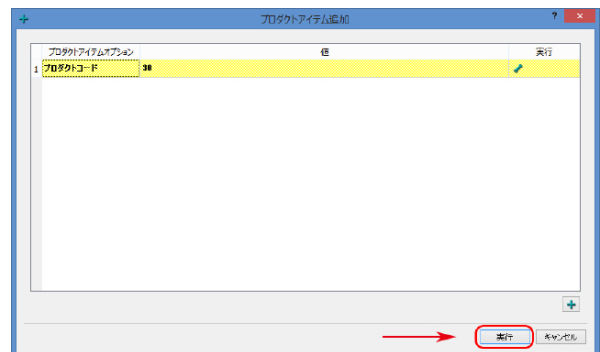 プロダクトアイテム追加
プロダクトアイテムオプション 値 実行
1 プロダクトコード 30
実行 キャンセル